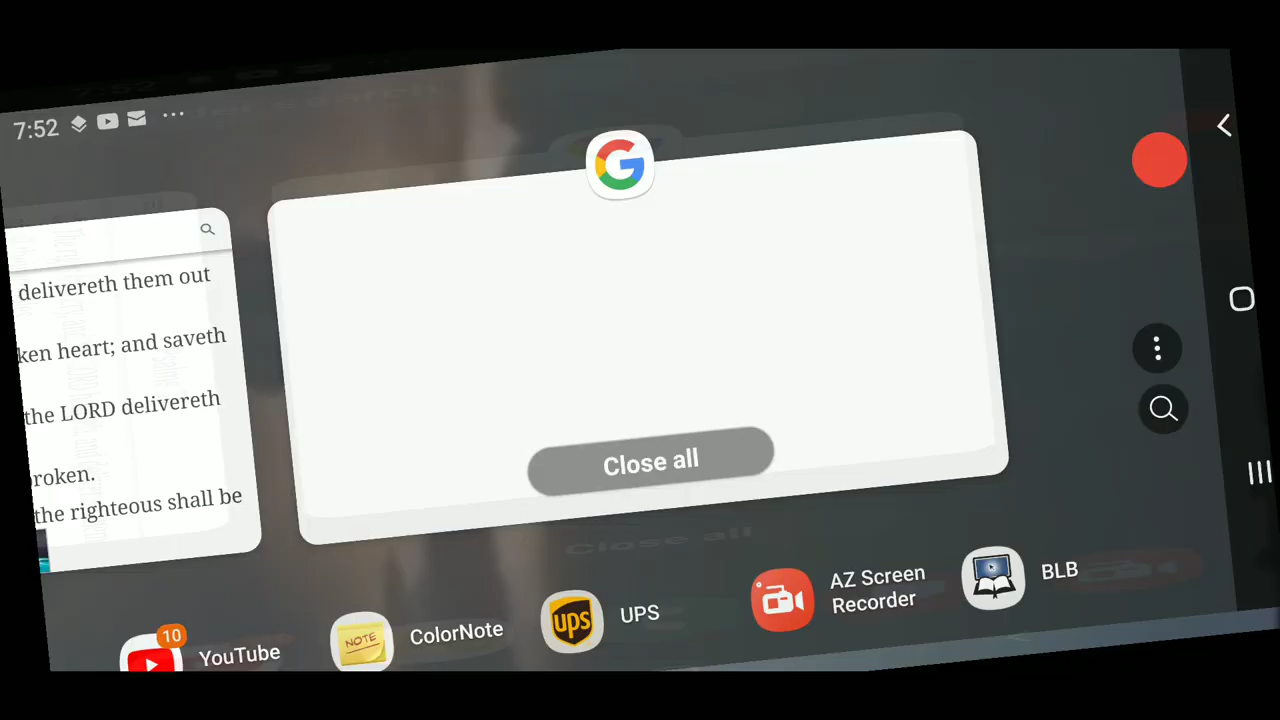 7:52
delivereth them out
ken heart; and saveth
the LORD delivereth
roken.
the righteous shall be
Close all
10
YouTube
NOTE
ColorNote
ups
UPS
AZ Screen
Recorder
BLB